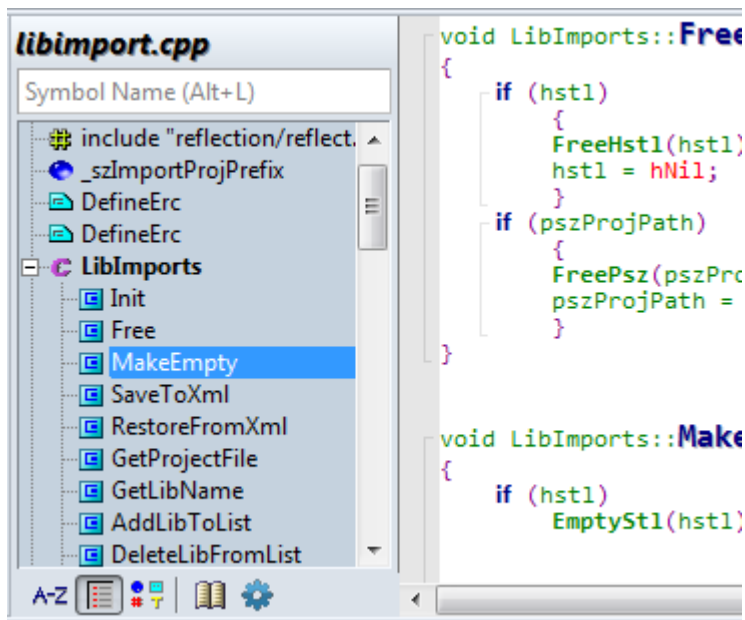 libimport.cpp
Symbol Name (Alt+L)
include "reflection/reflect.
_szImportProjPrefix
DefineErc
DefineErc
LibImports
Init
Free
MakeEmpty
SaveToXml
RestoreFromXml
GetProjectFile
GetLibName
AddLibToList
DeleteLibFromList
A-Z
void LibImports::Free
{
if (hstl)
{
FreeHstl(hstl)
hstl = hNil;
}
if (pszProjPath)
{
FreePsz(pszPro
pszProjPath =
}
}
void LibImports::Make
{
if (hstl)
EmptyStl(hstl)